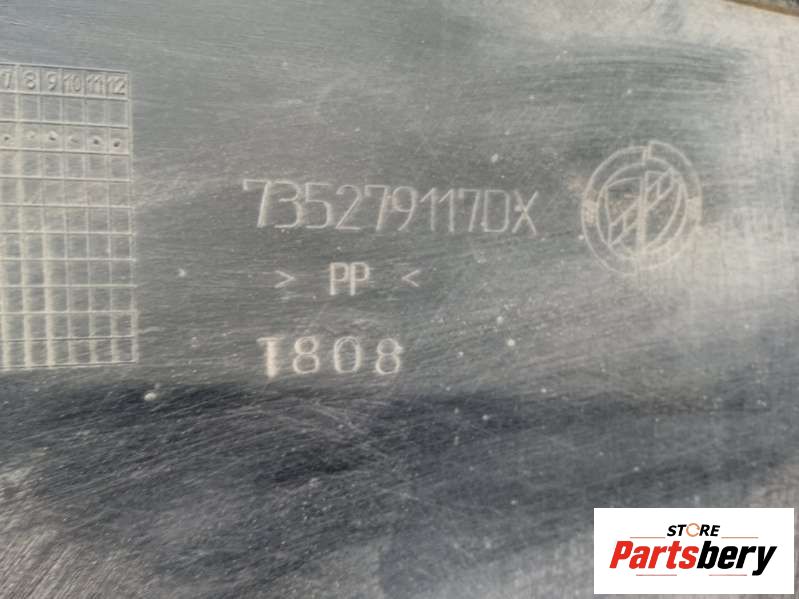 7 8 9 10 11 12
735279117DX
> PP <
1808
STORE
Partsbery